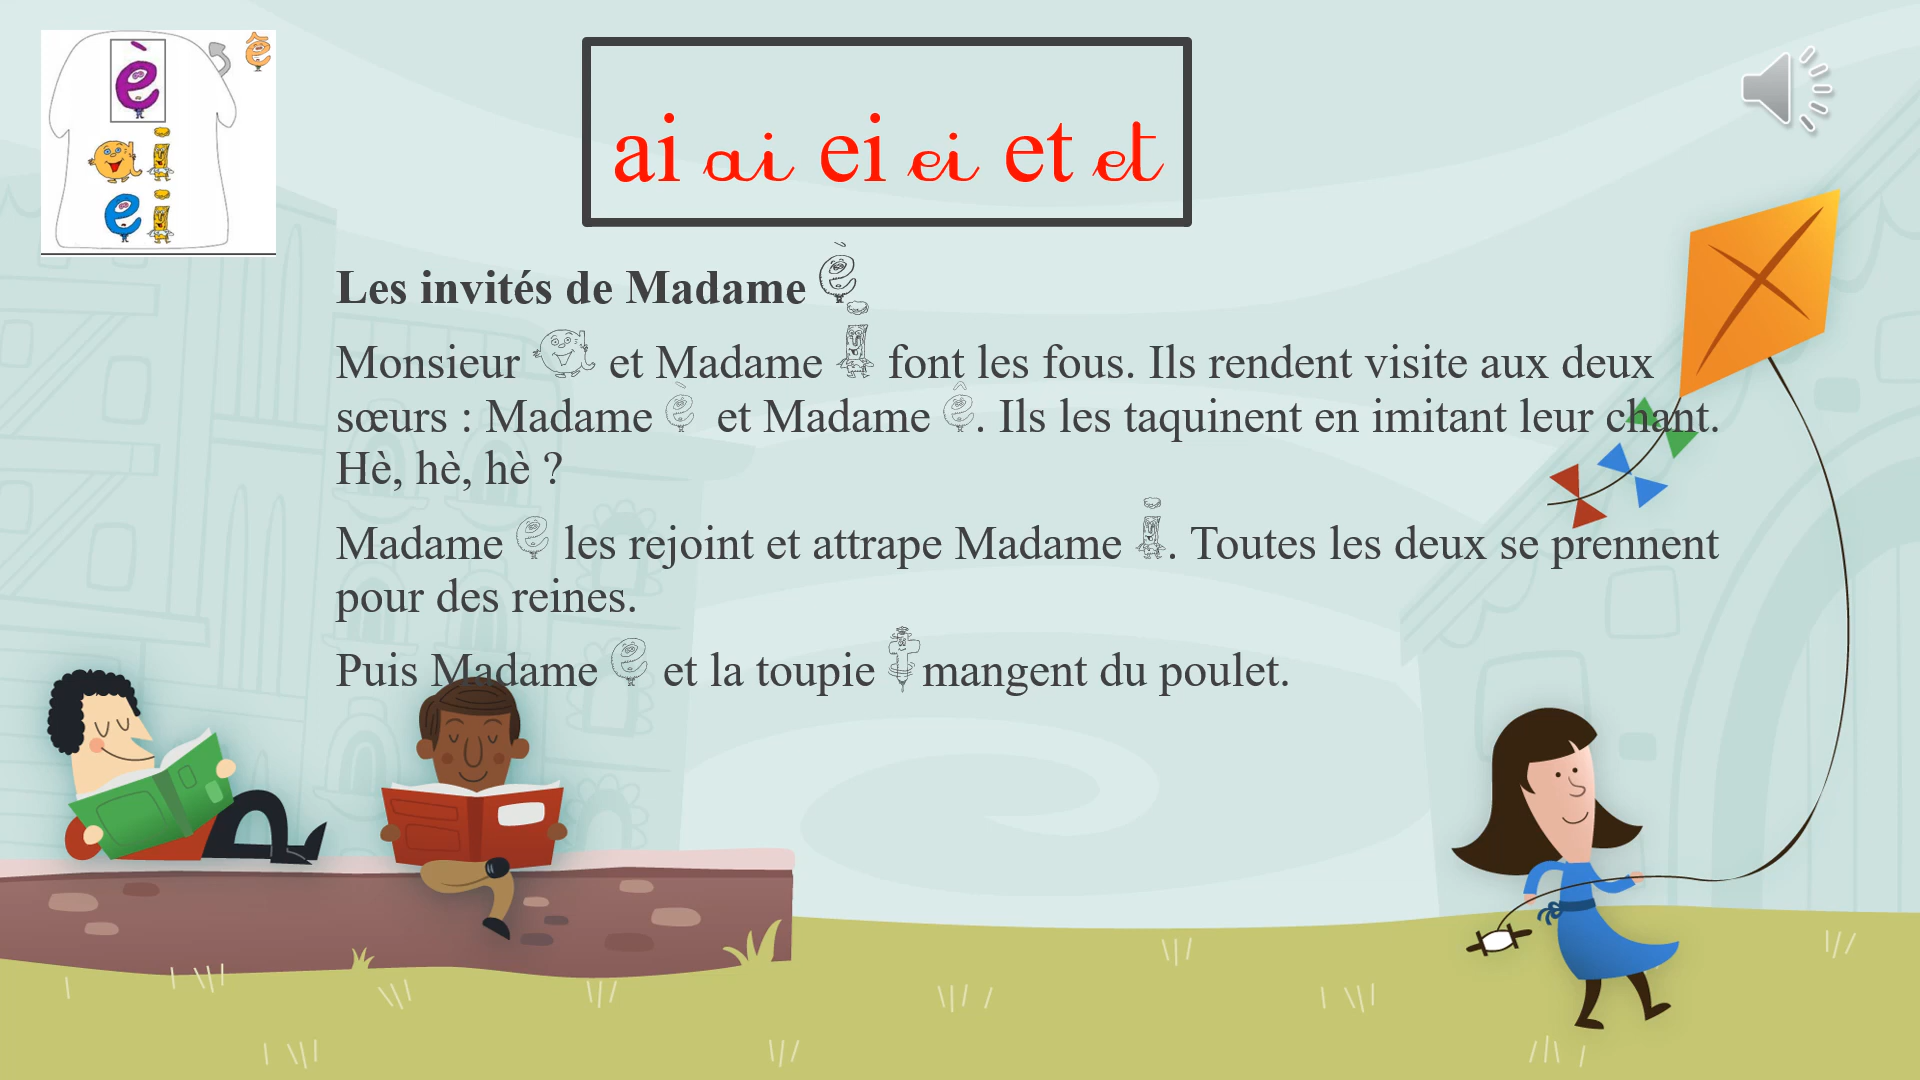 è ê
ai
ei
ai ai ei ei et et
Les invités de Madame è
Monsieur a et Madame i font les fous. Ils rendent visite aux deux
sœurs : Madame è et Madame ê. Ils les taquinent en imitant leur chant.
Hè, hè, hè ?
Madame e les rejoint et attrape Madame i. Toutes les deux se prennent
pour des reines.
Puis Madame e et la toupie t mangent du poulet.